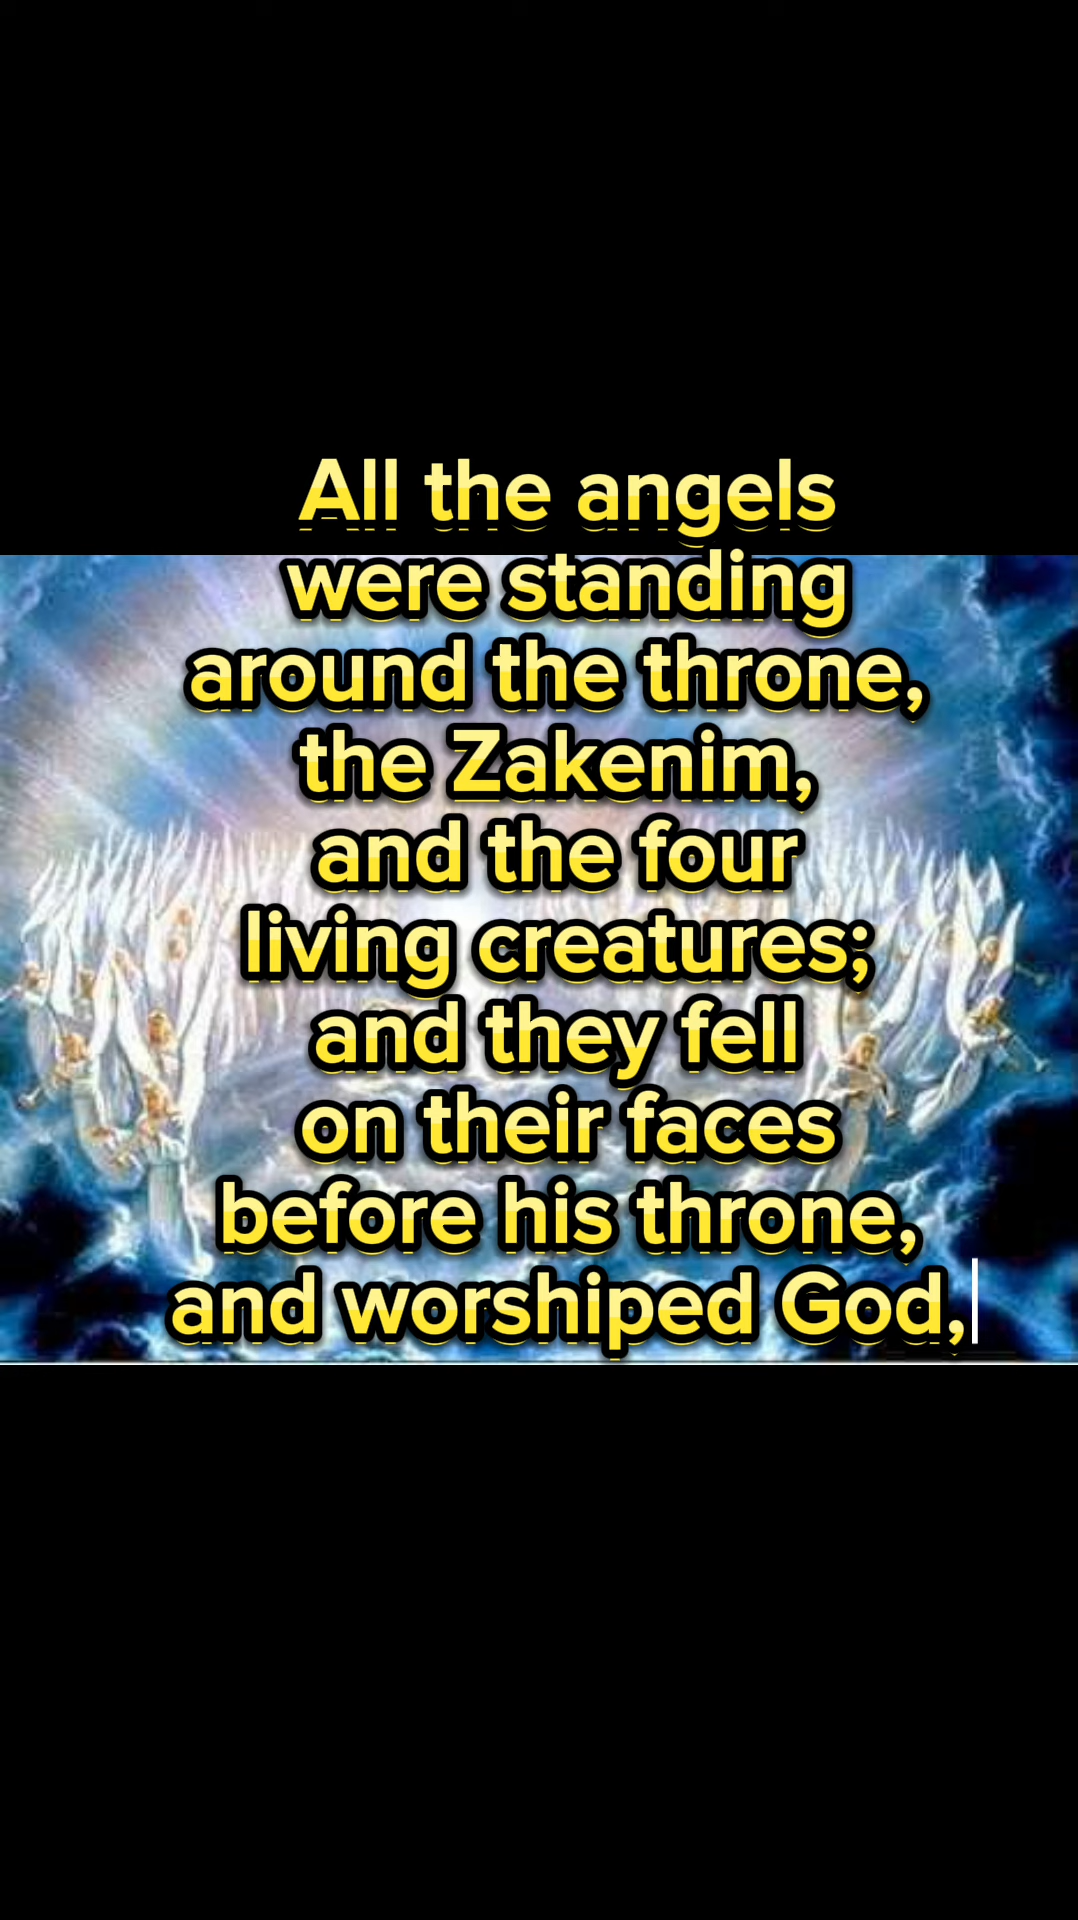 All the angels
were standing
around the throne,
the Zakenim,
and the four
living creatures;
and they fell
on their faces
before his throne,
and worshiped God,